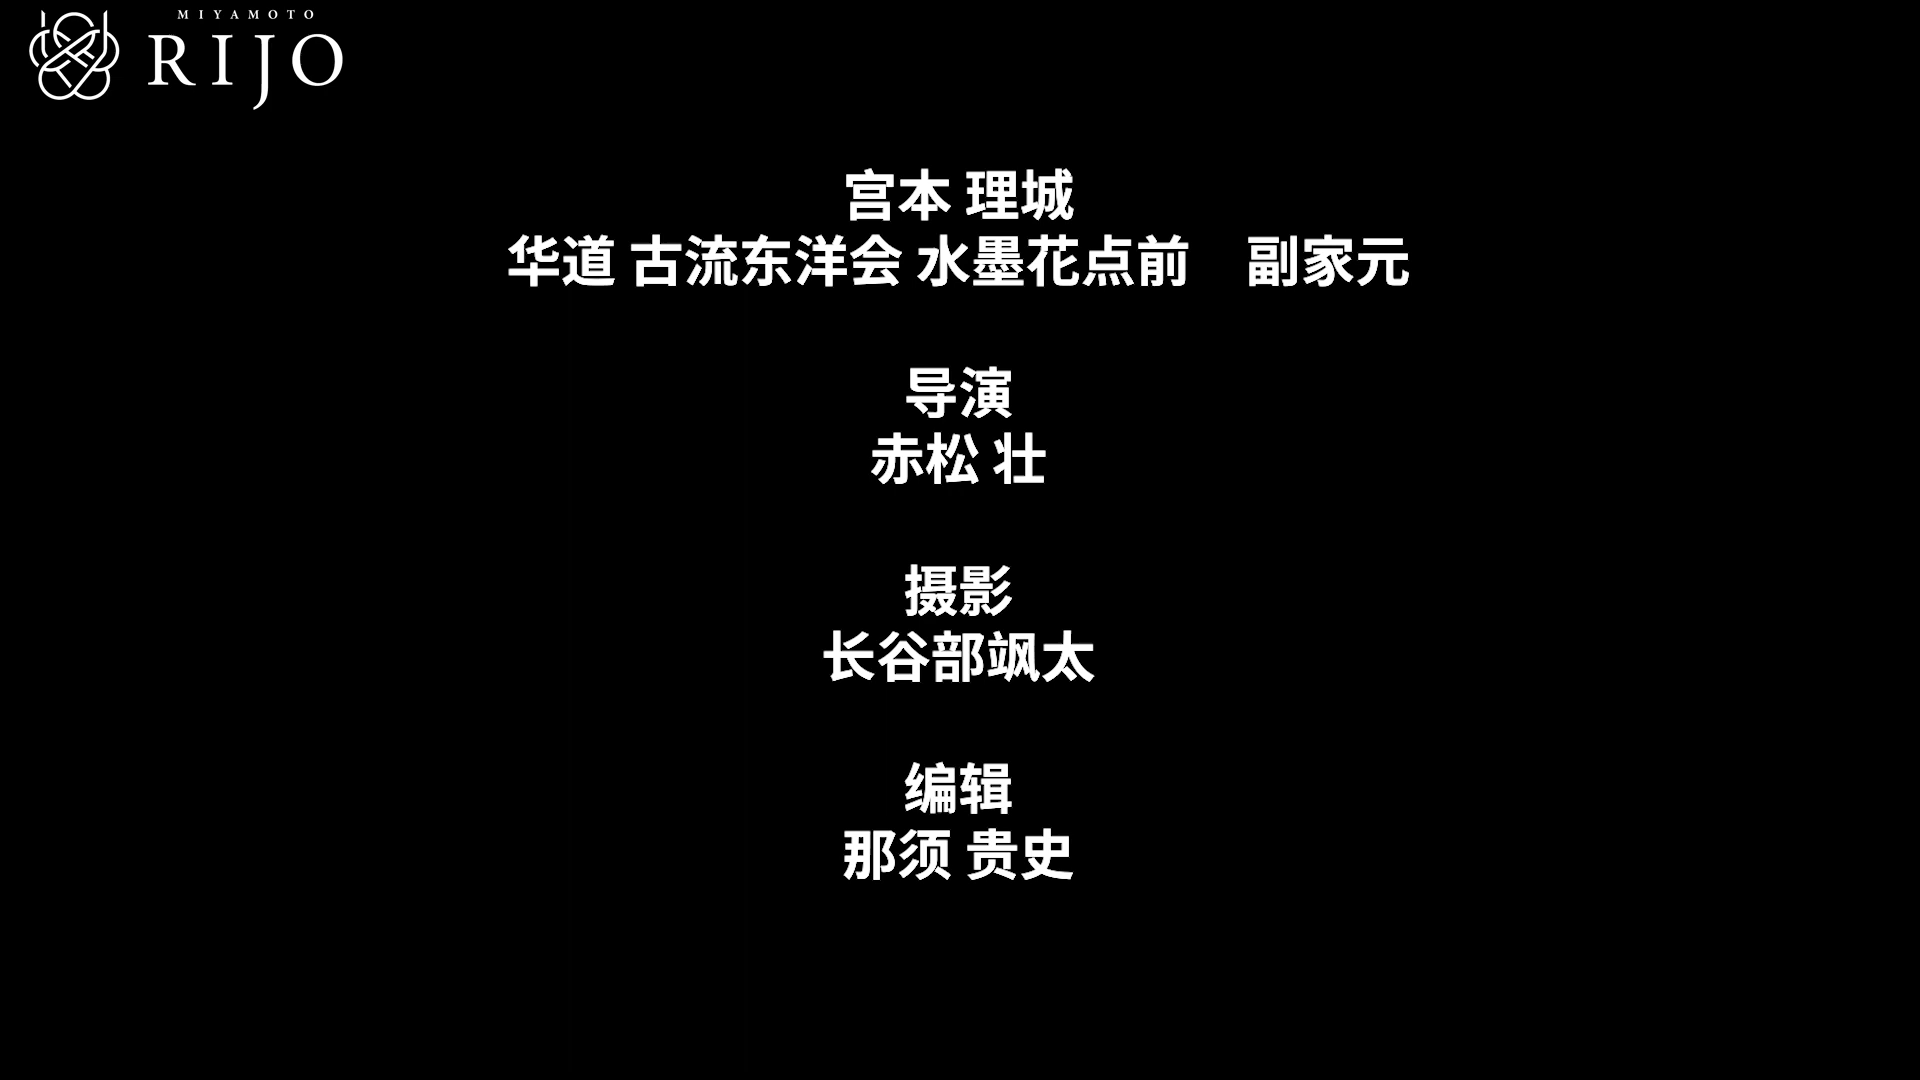 MIYAMOTO
RIJO
宫本 理城
华道 古流东洋会 水墨花点前　副家元
导演
赤松 壮
摄影
长谷部飒太
编辑
那须 贵史